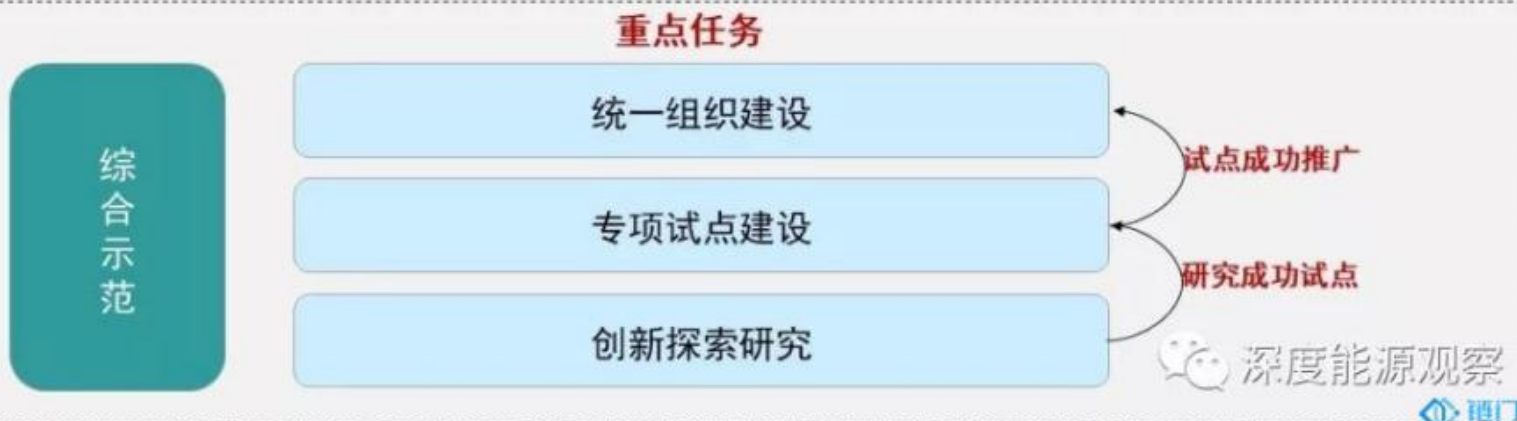 重点任务
综合示范
统一组织建设
试点成功推广
专项试点建设
研究成功试点
创新探索研究
深度能源观察
链门